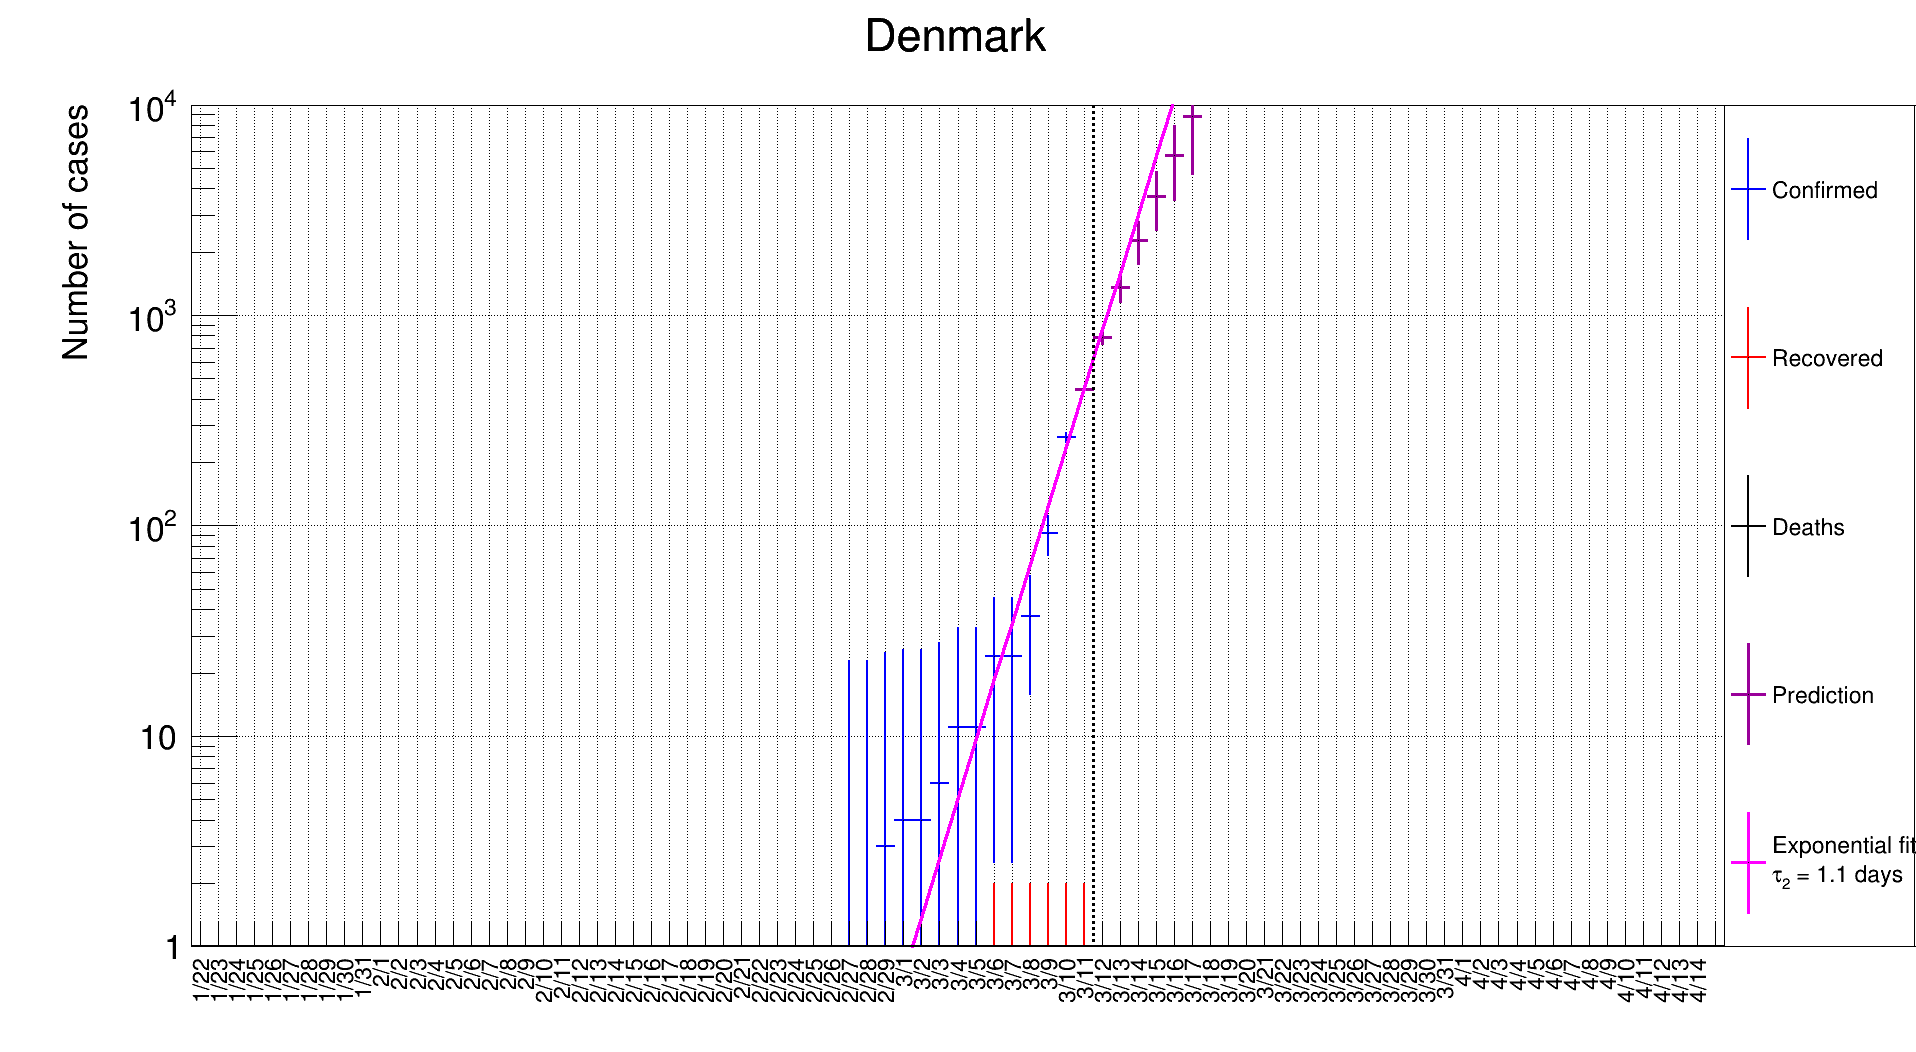 Denmark
Number of cases
10^4
10^3
10^2
10
1
1/22 1/23 1/24 1/25 1/26 1/27 1/28 1/29 1/30 1/31 2/1 2/2 2/3 2/4 2/5 2/6 2/7 2/8 2/9 2/10 2/11 2/12 2/13 2/14 2/15 2/16 2/17 2/18 2/19 2/20 2/21 2/22 2/23 2/24 2/25 2/26 2/27 2/28 2/29 3/1 3/2 3/3 3/4 3/5 3/6 3/7 3/8 3/9 3/10 3/11 3/12 3/13 3/14 3/15 3/16 3/17 3/18 3/19 3/20 3/21 3/22 3/23 3/24 3/25 3/26 3/27 3/28 3/29 3/30 3/31 4/1 4/2 4/3 4/4 4/5 4/6 4/7 4/8 4/9 4/10 4/11 4/12 4/13 4/14
Confirmed
Recovered
Deaths
Prediction
Exponential fit
τ₂ = 1.1 days